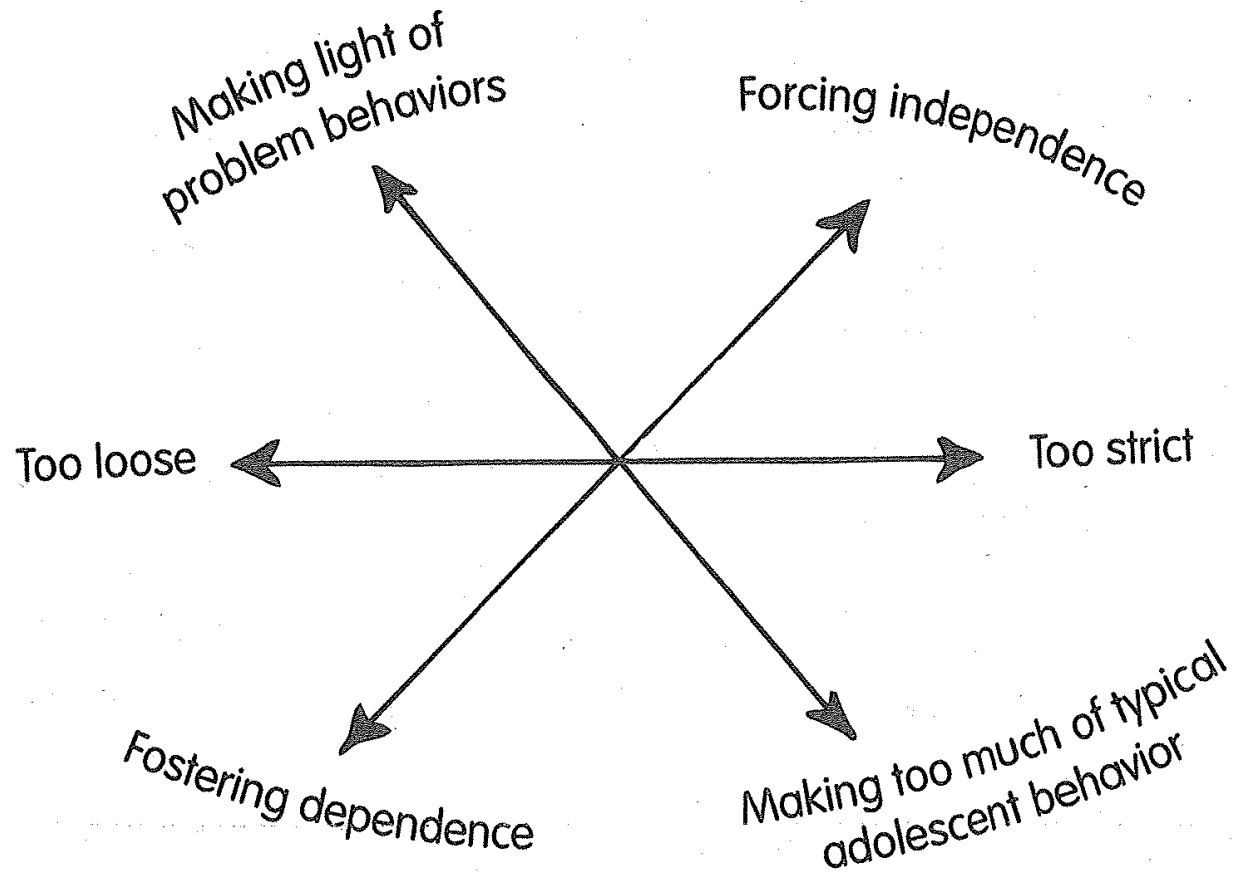 Making light of
problem behaviors
Forcing independence
Too loose
Too strict
Fostering dependence
Making too much of typical
adolescent behavior